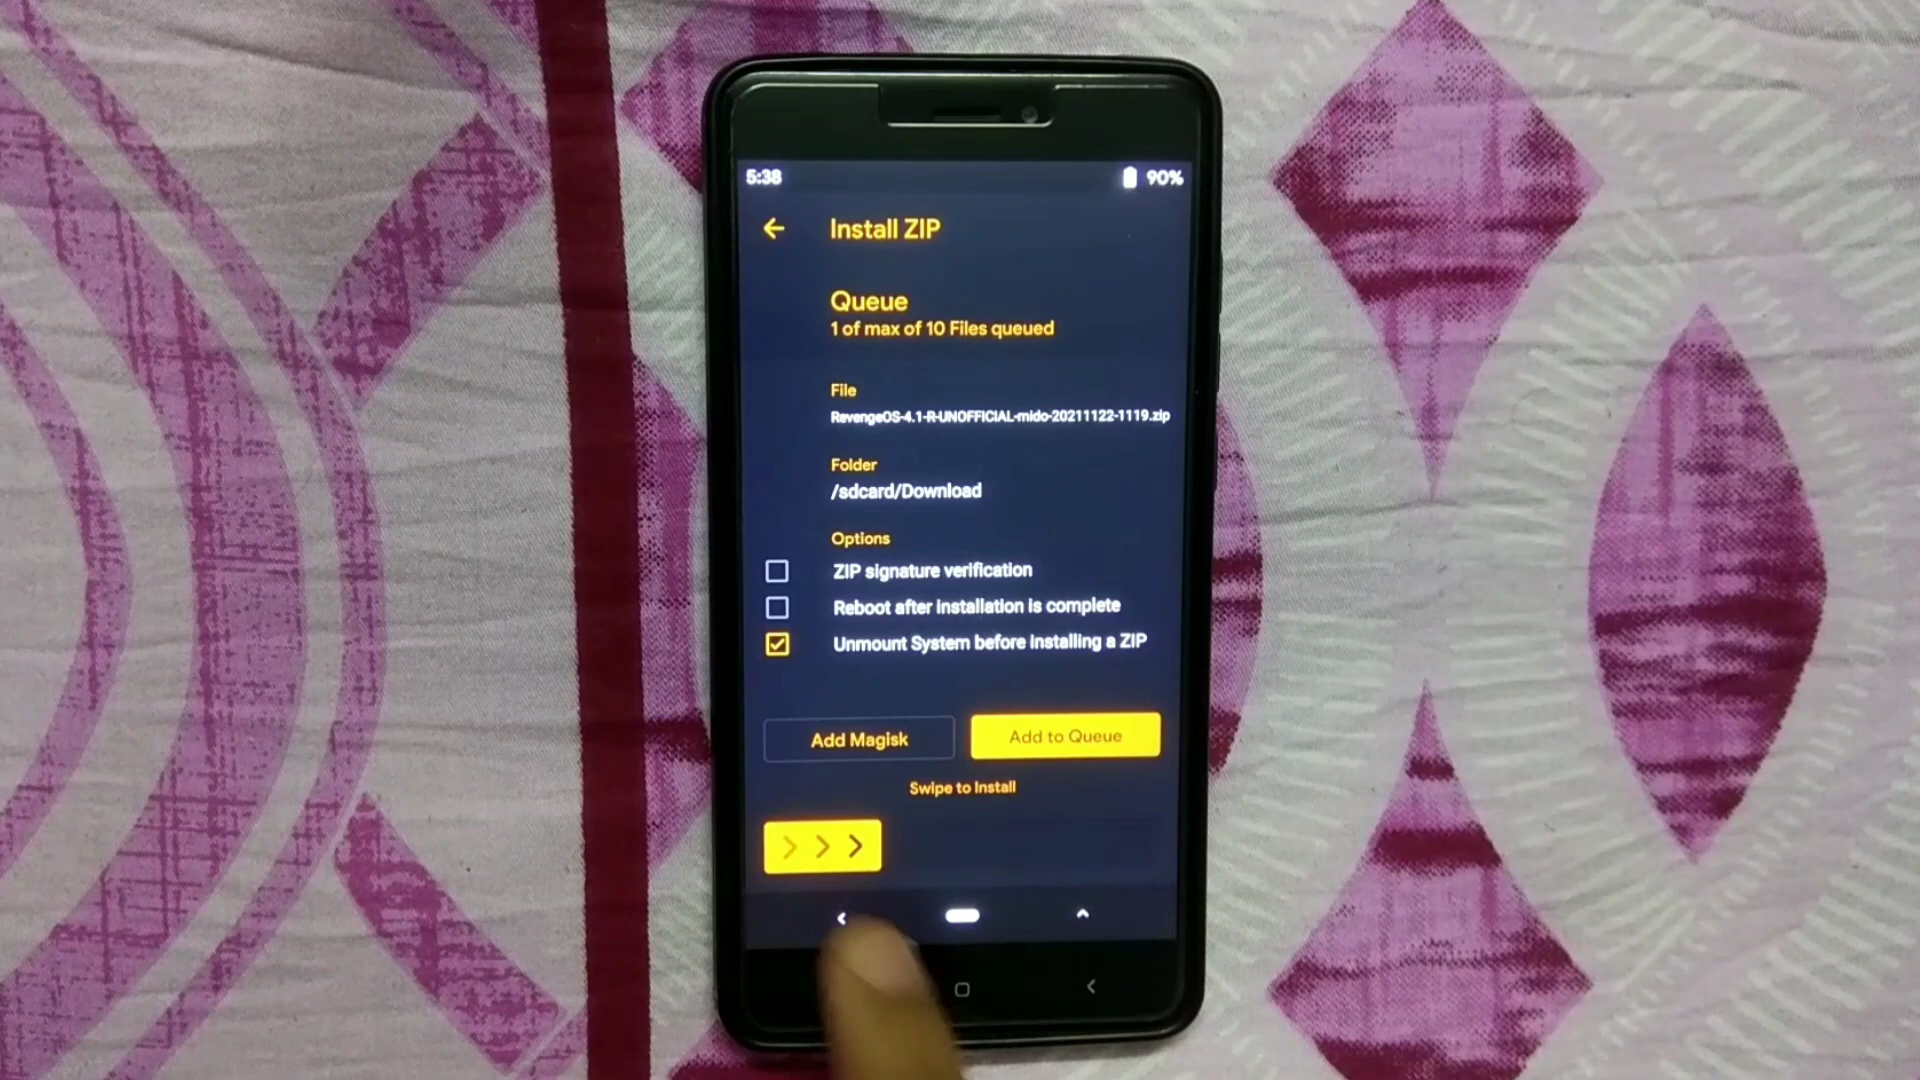 5:38 90%
Install ZIP
Queue
1 of max of 10 Files queued
File
RevengeOS-4.1-R-UNOFFICIAL-mido-20211122-1119.zip
Folder
/sdcard/Download
Options
ZIP signature verification
Reboot after installation is complete
Unmount System before installing a ZIP
Add Magisk
Add to Queue
Swipe to Install